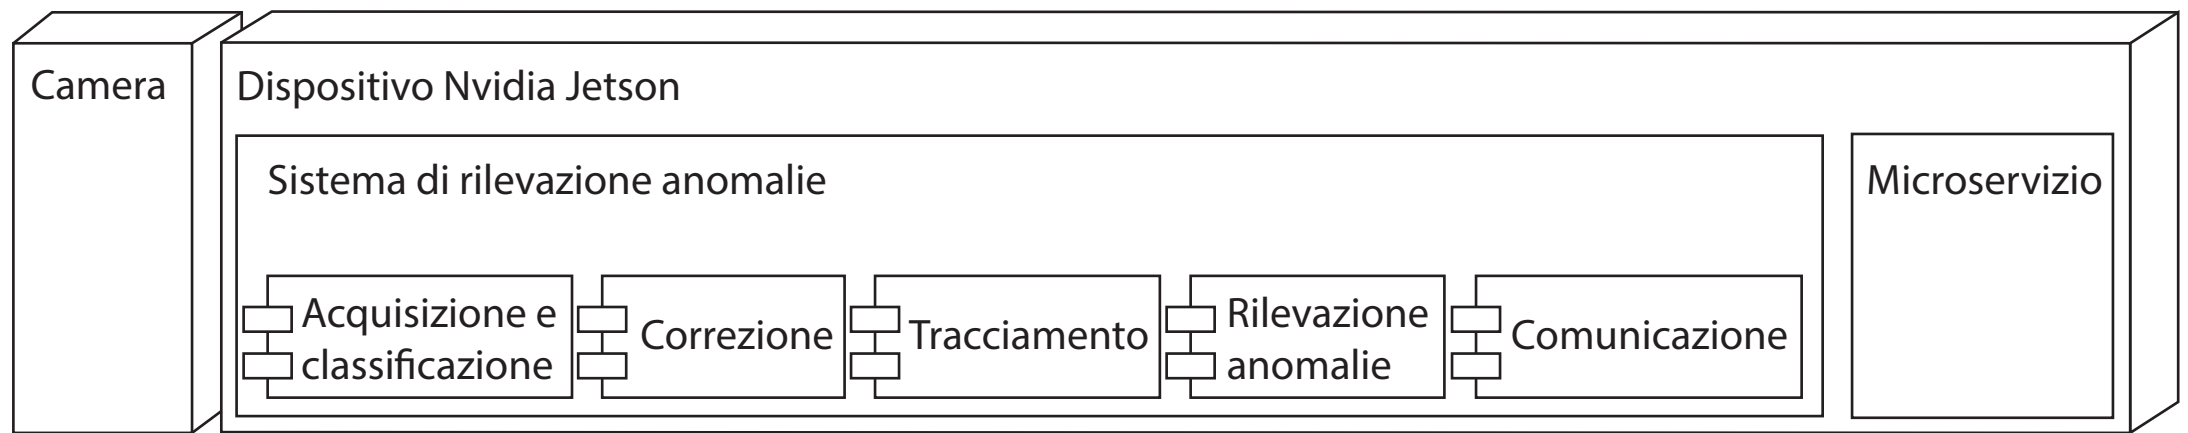 Camera
Dispositivo Nvidia Jetson
Sistema di rilevazione anomalie
Microservizio
Acquisizione e
classificazione
Correzione
Tracciamento
Rilevazione
anomalie
Comunicazione